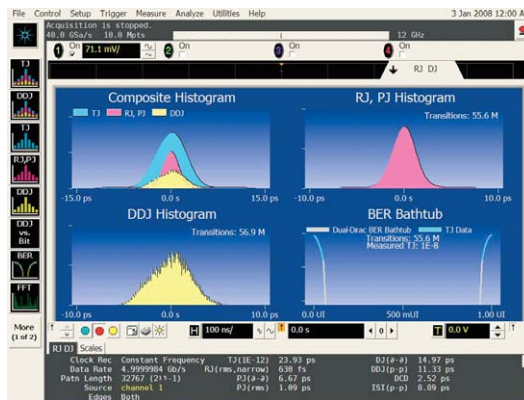 File Control Setup Trigger Measure Analyze Utilities Help 3 Jan 2008 12:00 A
Acquisition is stopped.
40.0 GSa/s 10.0 Mpts 12 GHz
1 On 71.1 mV/ 2 On 3 On 4 On
RJ DJ
TJ
DDJ
TJ
RJ,PJ
DDJ
DDJ
vs.
Bit
BER
FFT
More
(1 of 2)
Composite Histogram
TJ RJ, PJ DDJ
-15.0 ps 0.0 s 15.0 ps
RJ, PJ Histogram
Transitions: 55.6 M
-10.0 ps 0.0 s 10.0 ps
DDJ Histogram
Transitions: 56.9 M
-10.0 ps 0.0 s 10.0 ps
BER Bathtub
Dual-Dirac BER Bathtub TJ Data
Transitions: 55.6 M
Measured TJ: 1E-8
0.0 UI 500 mUI 1.00 UI
H 100 ns/ 0.0 s 0 T 0.0 V
RJ DJ Scales
Clock Rec Constant Frequency TJ(1E-12) 23.93 ps DJ(∂-∂) 14.97 ps
Data Rate 4.9999984 Gb/s RJ(rms,narrow) 630 fs DDJ(p-p) 11.33 ps
Patn Length 32767 (2¹⁵-1) PJ(∂-∂) 6.67 ps DCD 2.52 ps
Source channel 1 PJ(rms) 1.09 ps ISI(p-p) 8.89 ps
Edges Both